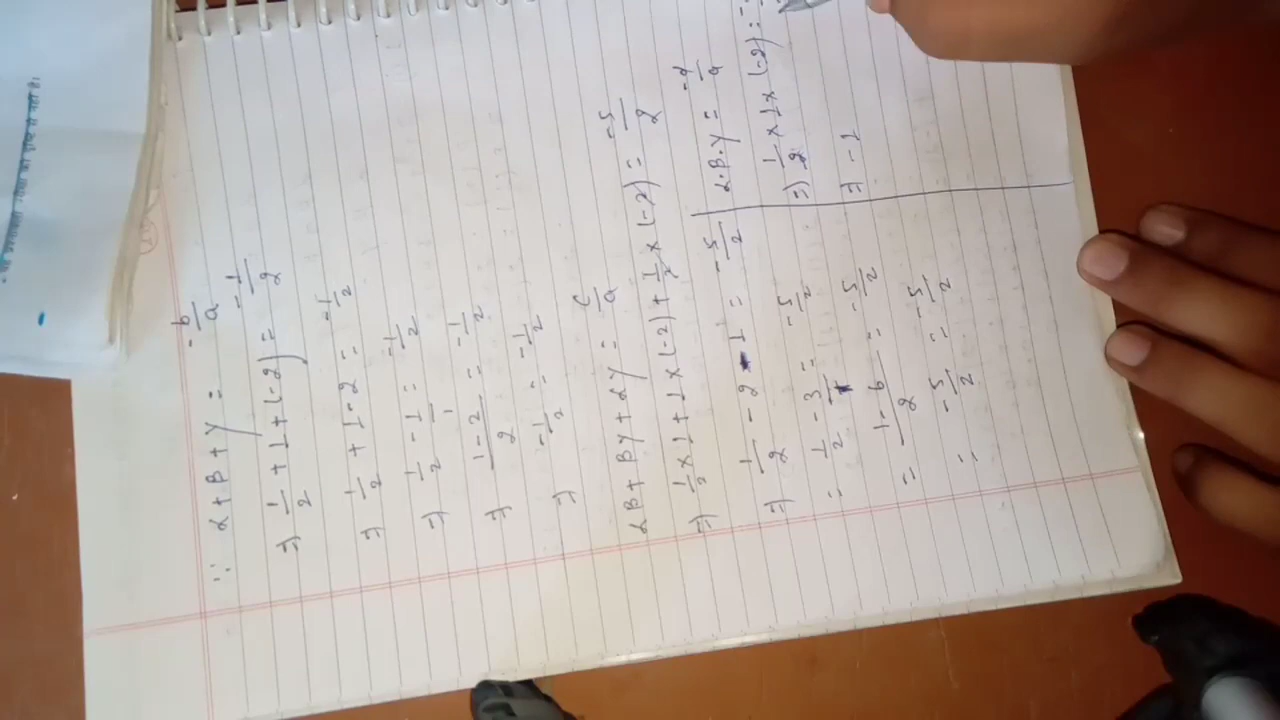 ∵ α + β + γ = -b/a
⇒ 1/2 + 1 + (-2) = -1/2
⇒ 1/2 + 1 - 2 = -1/2
⇒ 1/2 - 1/1 = -1/2
⇒ 1-2/2 = -1/2
⇒ -1/2 = -1/2
αβ + βγ + αγ = c/a
⇒ 1/2 × 1 + 1 × (-2) + 1/2 × (-2) = -5/2
⇒ 1/2 - 2 - 1 = -5/2
= 1/2 - 3/1 = -5/2
= 1-6/2 = -5/2
= -5/2 = -5/2
α.β.γ = -d/a
⇒ 1/2 × 1 × (-2) =
⇒ -1